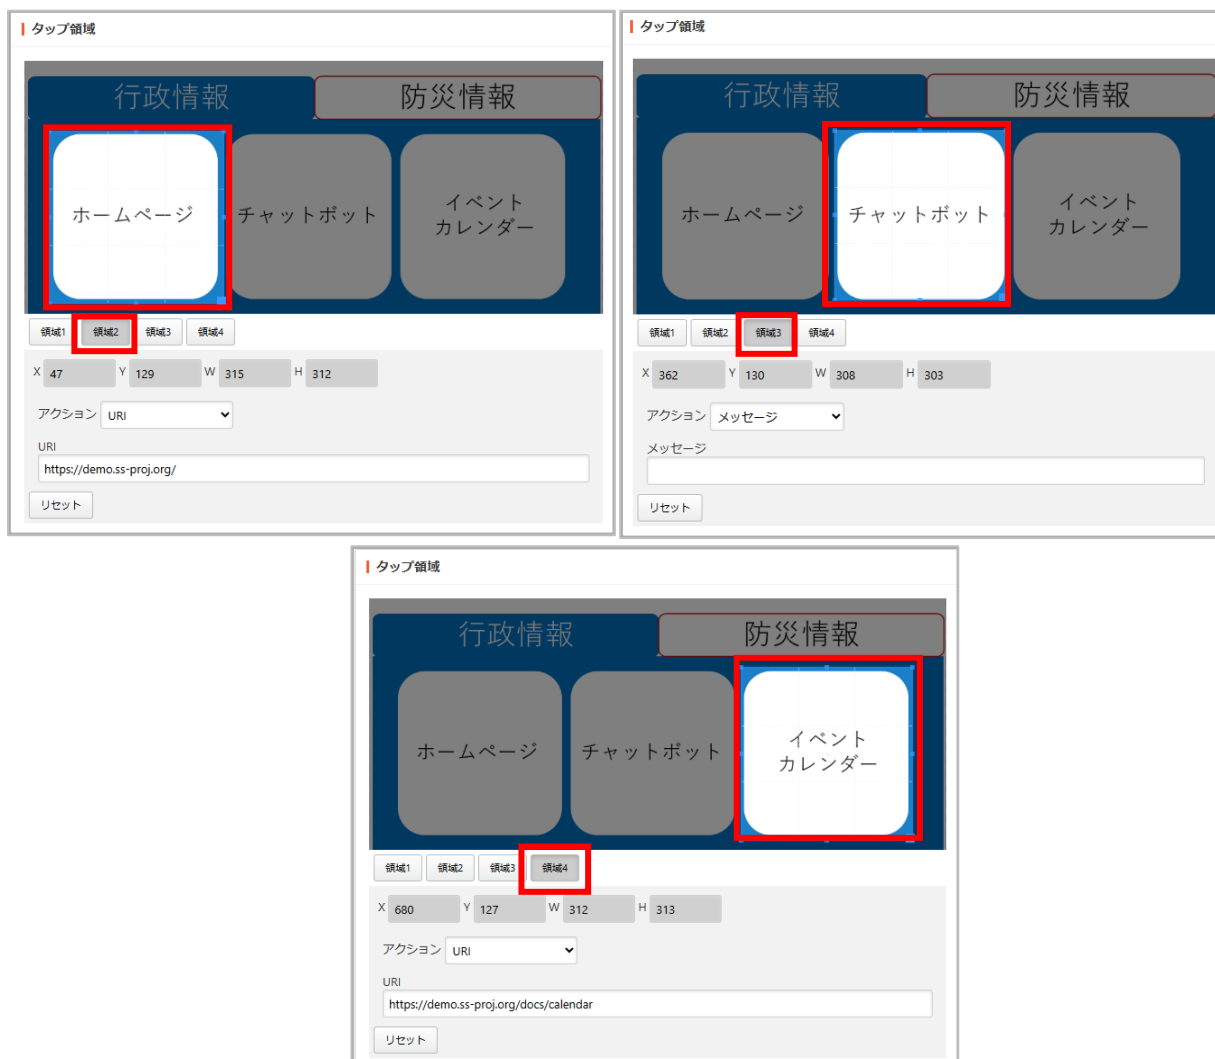 タップ領域
行政情報 防災情報
ホームページ チャットボット イベント
カレンダー
領域1 領域2 領域3 領域4
X 47 Y 129 W 315 H 312
アクション URI
URI
https://demo.ss-proj.org/
リセット
タップ領域
行政情報 防災情報
ホームページ チャットボット イベント
カレンダー
領域1 領域2 領域3 領域4
X 362 Y 130 W 308 H 303
アクション メッセージ
メッセージ
リセット
タップ領域
行政情報 防災情報
ホームページ チャットボット イベント
カレンダー
領域1 領域2 領域3 領域4
X 680 Y 127 W 312 H 313
アクション URI
URI
https://demo.ss-proj.org/docs/calendar
リセット